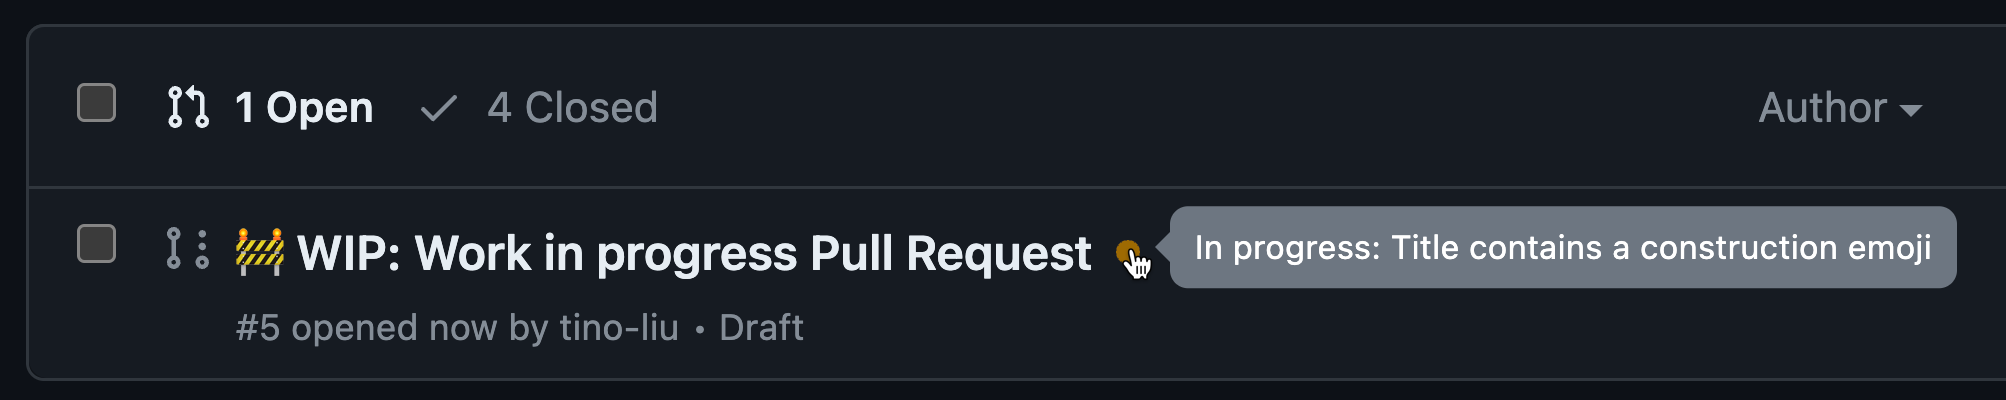 1 Open 4 Closed Author
🚧 WIP: Work in progress Pull Request In progress: Title contains a construction emoji
#5 opened now by tino-liu • Draft